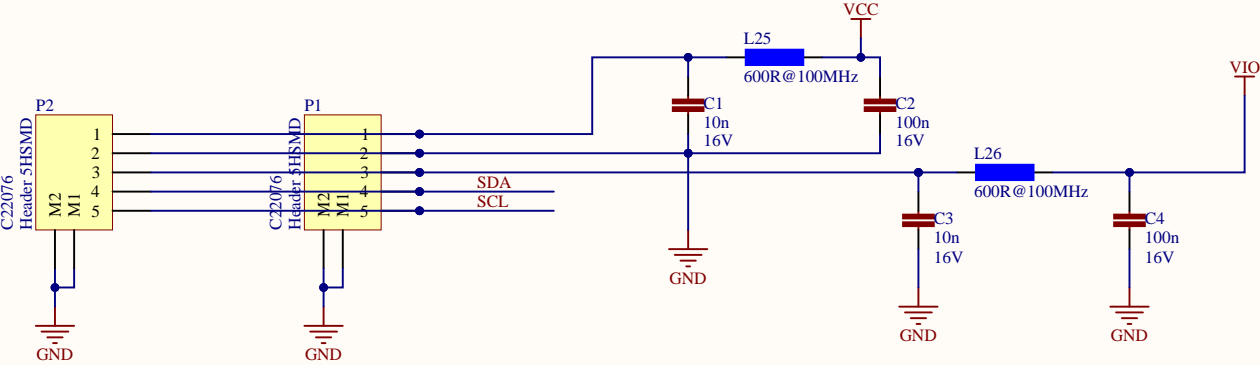 VCC
L25
600R@100MHz
VIO
P2
P1
C1
10n
16V
C2
100n
16V
1
2
3
4
5
M2
M1
C22076
Header 5HSMD
1
2
3
4
5
M2
M1
C22076
Header 5HSMD
SDA
SCL
L26
600R@100MHz
C3
10n
16V
C4
100n
16V
GND
GND
GND
GND
GND